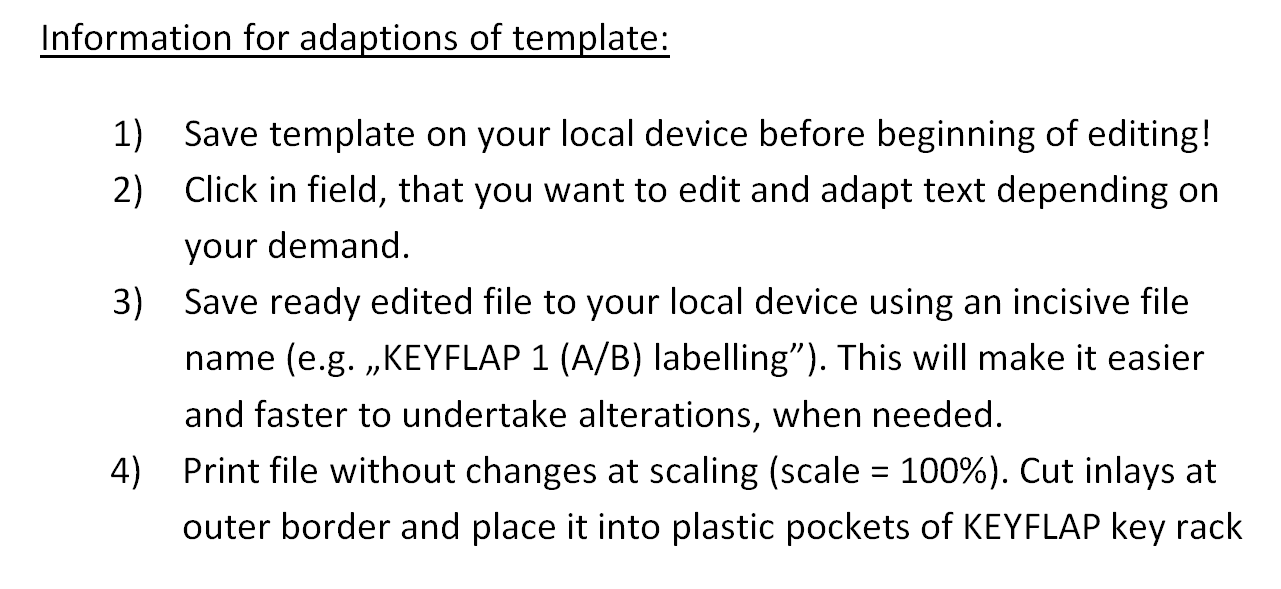 Information for adaptions of template:
1) Save template on your local device before beginning of editing!
2) Click in field, that you want to edit and adapt text depending on
your demand.
3) Save ready edited file to your local device using an incisive file
name (e.g. „KEYFLAP 1 (A/B) labelling”). This will make it easier
and faster to undertake alterations, when needed.
4) Print file without changes at scaling (scale = 100%). Cut inlays at
outer border and place it into plastic pockets of KEYFLAP key rack